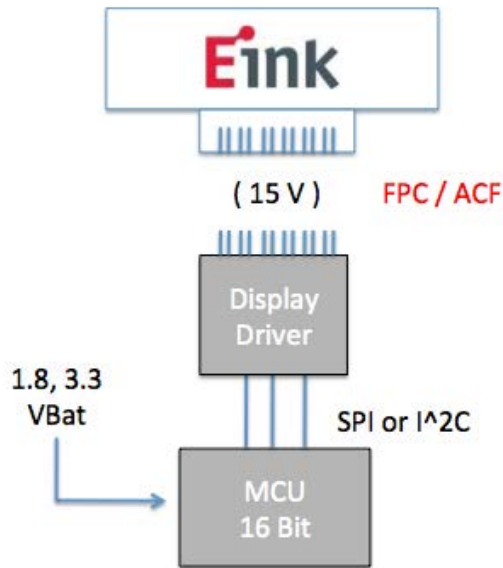 Eink
( 15 V )
FPC / ACF
Display
Driver
1.8, 3.3
VBat
SPI or I^2C
MCU
16 Bit